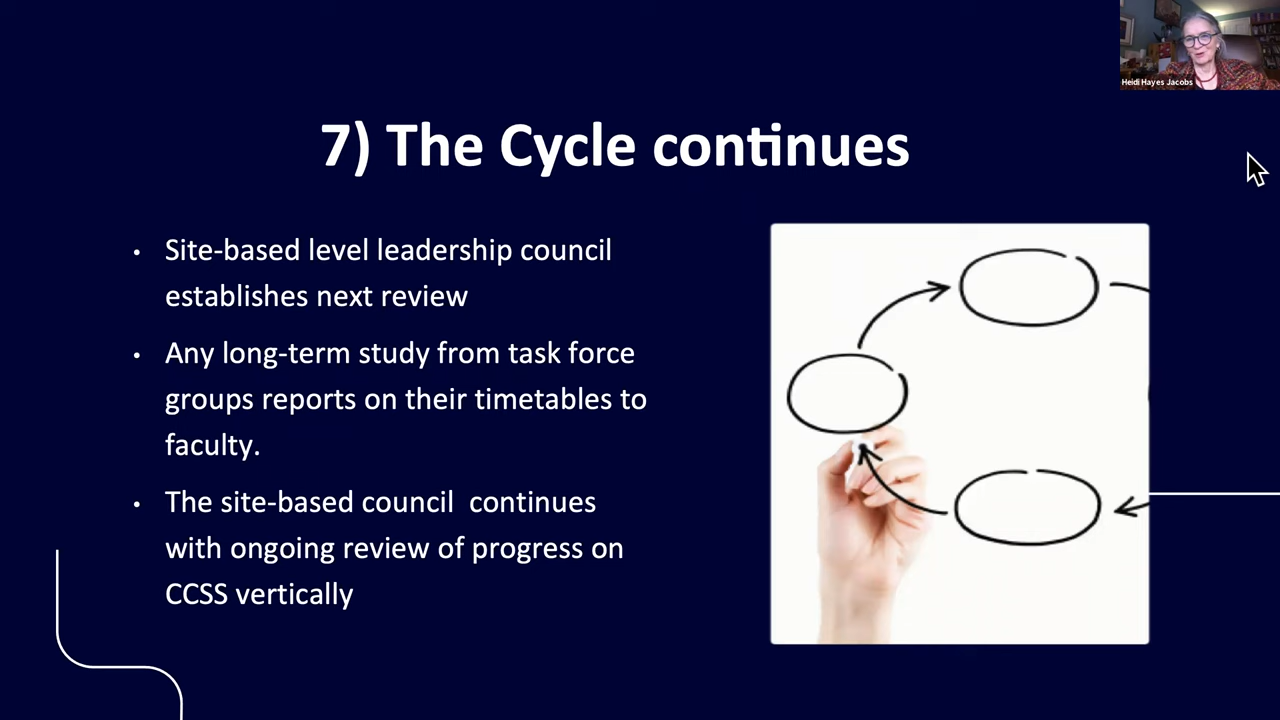 Heidi Hayes Jacobs
7) The Cycle continues
• Site-based level leadership council
establishes next review
• Any long-term study from task force
groups reports on their timetables to
faculty.
• The site-based council  continues
with ongoing review of progress on
CCSS vertically